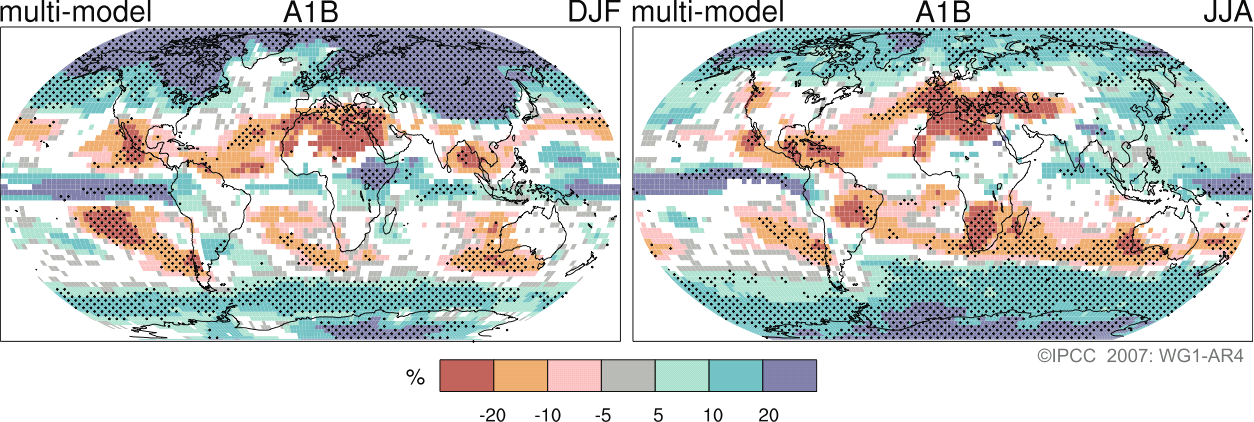 multi-model A1B DJF
multi-model A1B JJA
©IPCC 2007: WG1-AR4
%
-20 -10 -5 5 10 20